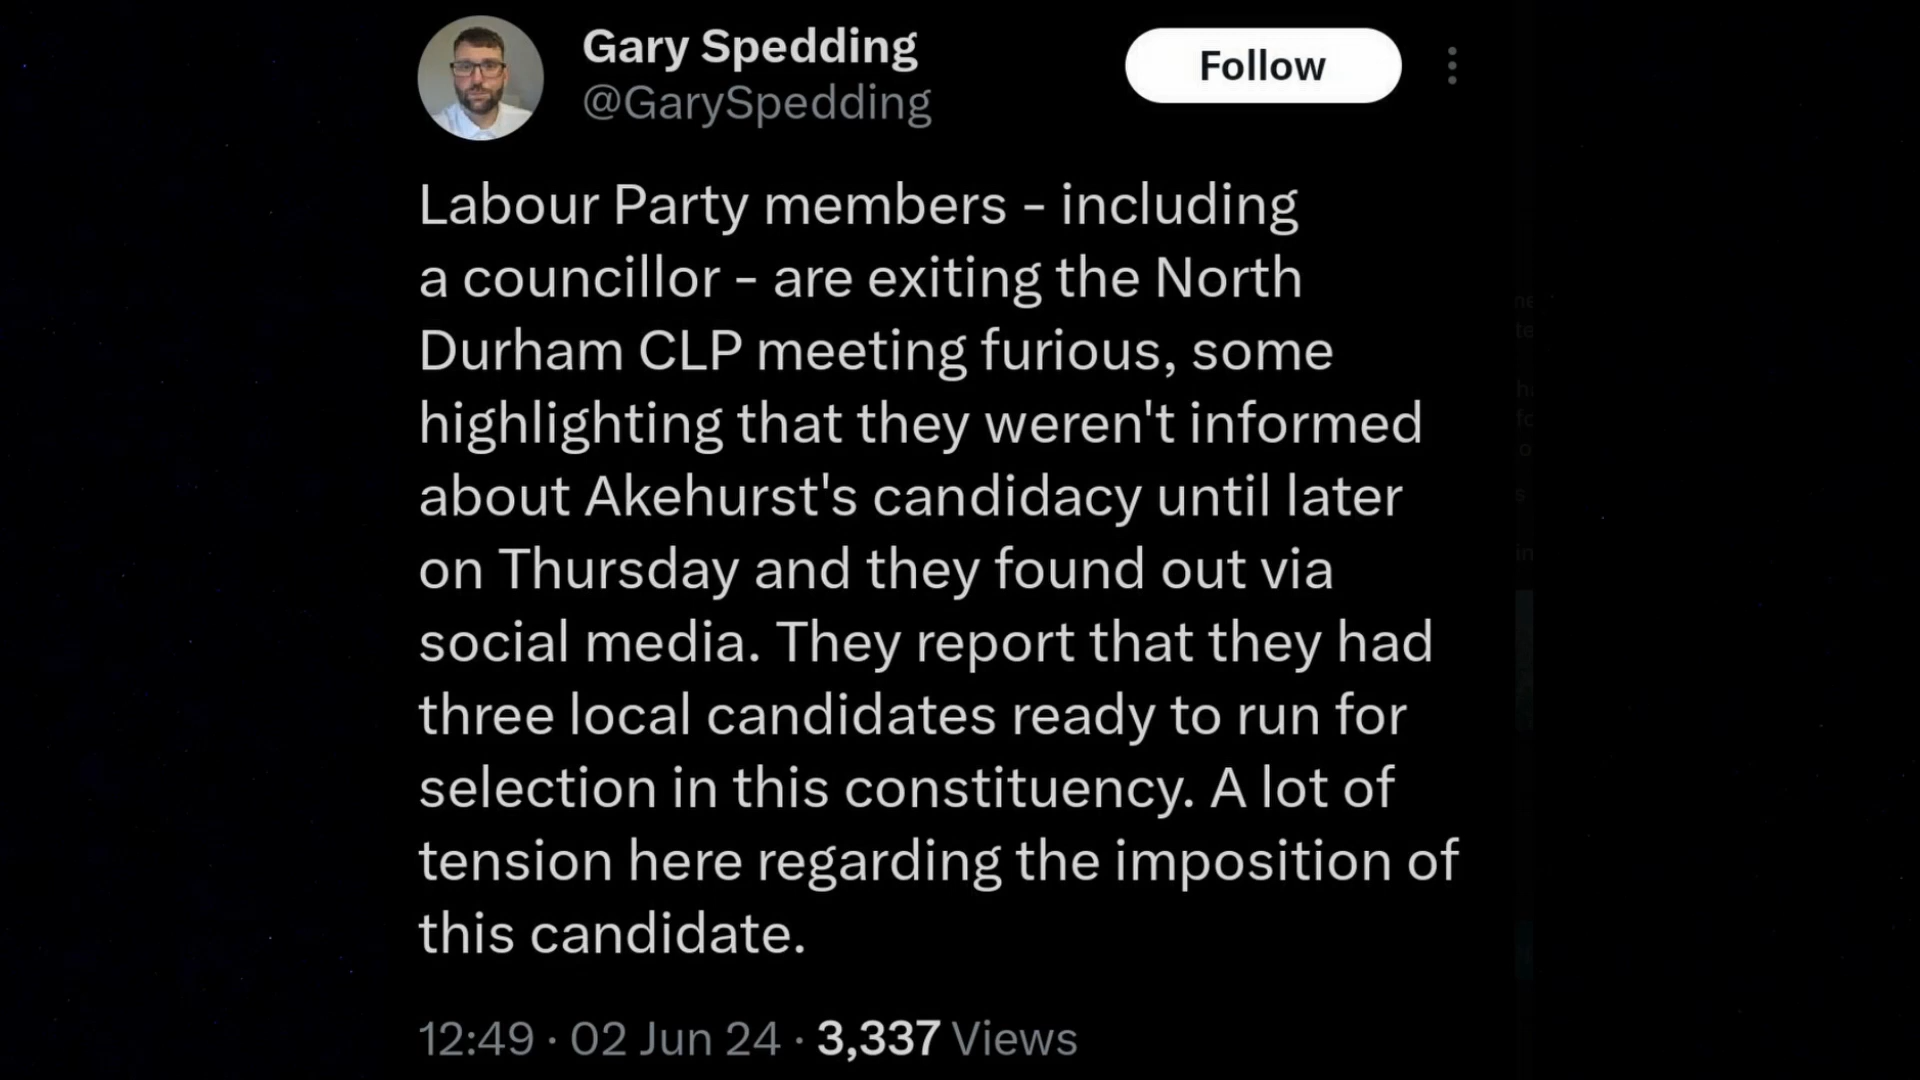 Gary Spedding
@GarySpedding
Follow
Labour Party members – including
a councillor – are exiting the North
Durham CLP meeting furious, some
highlighting that they weren't informed
about Akehurst's candidacy until later
on Thursday and they found out via
social media. They report that they had
three local candidates ready to run for
selection in this constituency. A lot of
tension here regarding the imposition of
this candidate.
12:49 · 02 Jun 24 · 3,337 Views